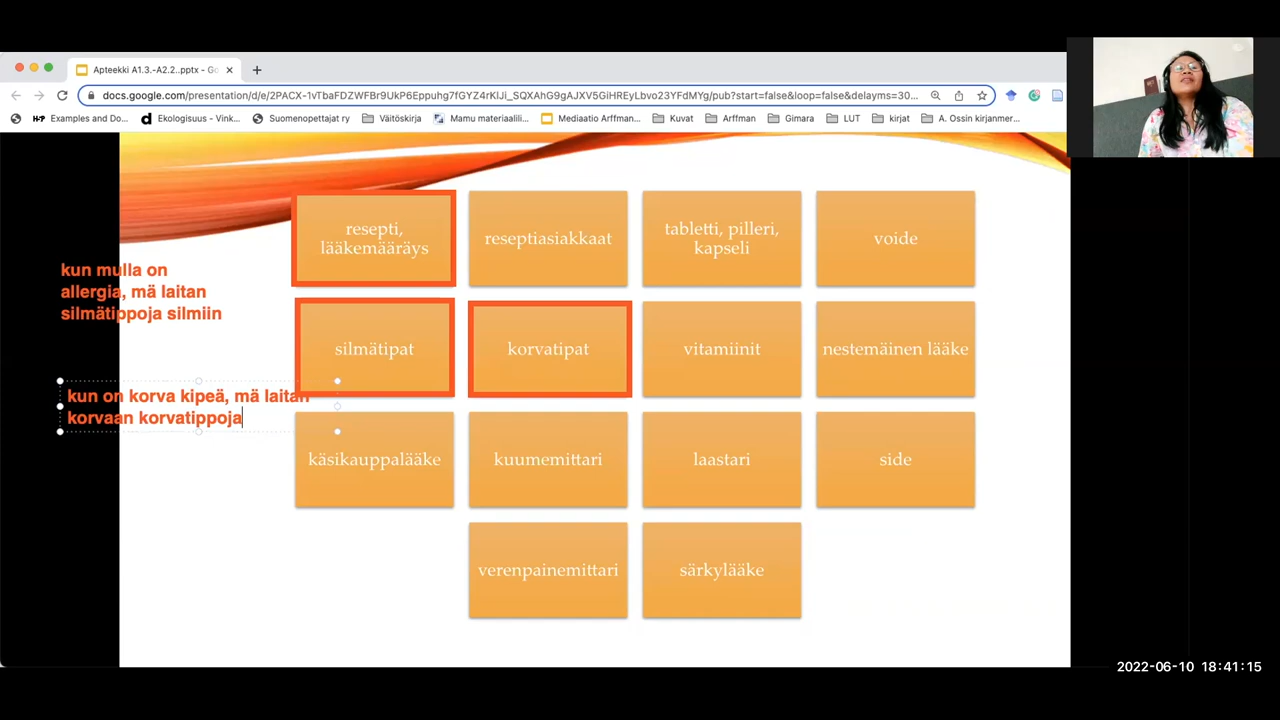 Apteekki A1.3.-A2.2..pptx - Go
docs.google.com/presentation/d/e/2PACX-1vTbaFDZWFBr9UkP6Eppuhg7fGYZ4rKIJi_SQXAhG9gAJXV5GiHREyLbvo23YFdMYg/pub?start=false&loop=false&delayms=30...
Examples and Do... Ekologisuus - Vink... Suomenopettajat ry Väitöskirja Mamu materiaalili... Mediaatio Arffman... Kuvat Arffman Gimara LUT kirjat A. Ossin kirjanmer...
resepti, lääkemääräys
reseptiasiakkaat
tabletti, pilleri, kapseli
voide
kun mulla on
allergia, mä laitan
silmätippoja silmiin
silmätipat
korvatipat
vitamiinit
nestemäinen lääke
kun on korva kipeä, mä laitan
korvaan korvatippoja
käsikauppalääke
kuumemittari
laastari
side
verenpainemittari
särkylääke
2022-06-10 18:41:15